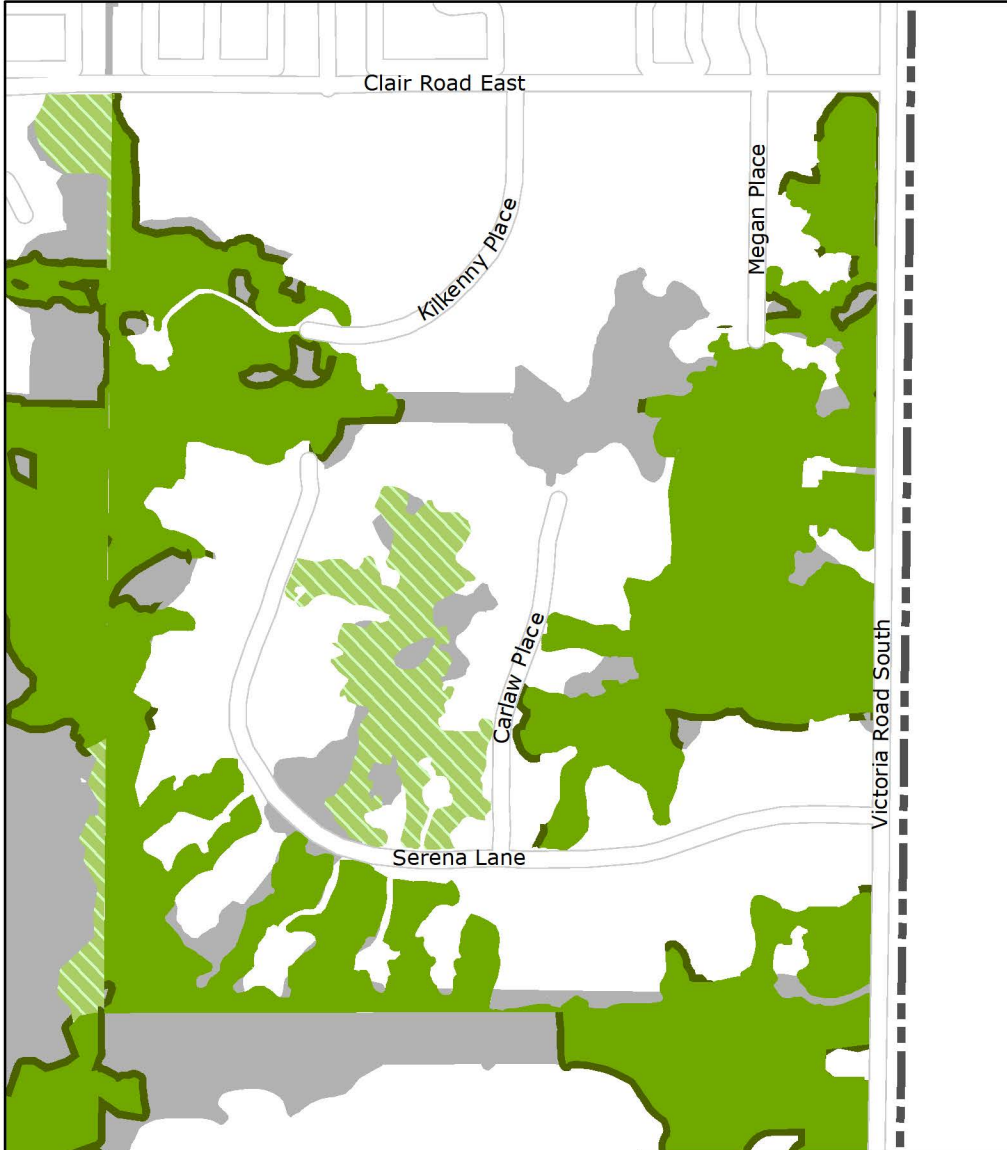 Clair Road East
Kilkenny Place
Megan Place
Carlaw Place
Victoria Road South
Serena Lane